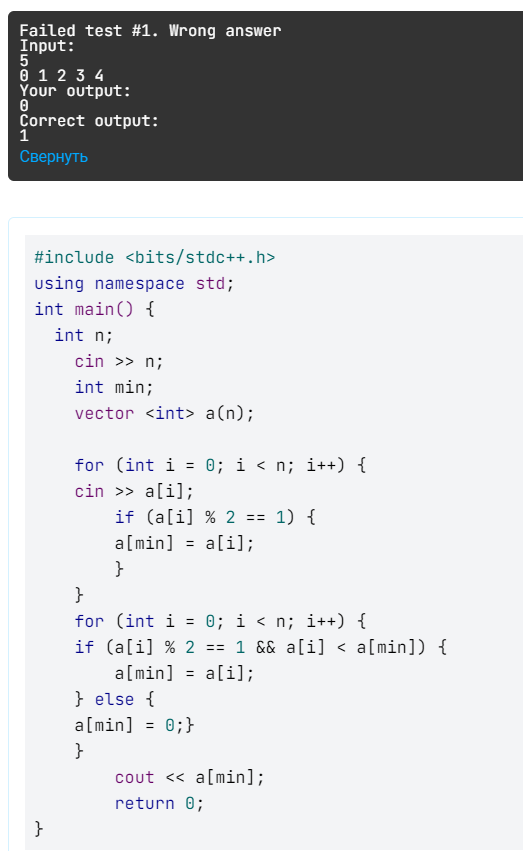 Failed test #1. Wrong answer
Input:
5
0 1 2 3 4
Your output:
0
Correct output:
1
Свернуть
#include <bits/stdc++.h>
using namespace std;
int main() {
  int n;
    cin >> n;
    int min;
    vector <int> a(n);

    for (int i = 0; i < n; i++) {
    cin >> a[i];
        if (a[i] % 2 == 1) {
        a[min] = a[i];
        }
    }
    for (int i = 0; i < n; i++) {
    if (a[i] % 2 == 1 && a[i] < a[min]) {
        a[min] = a[i];
    } else {
    a[min] = 0;}
    }
        cout << a[min];
        return 0;
}